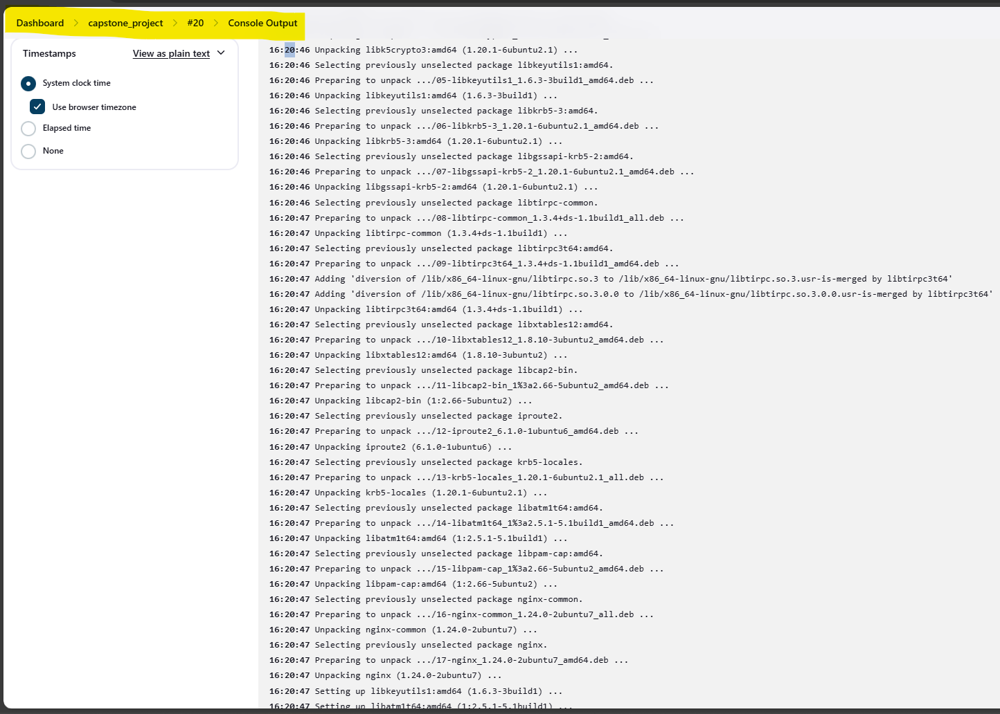 Dashboard > capstone_project > #20 > Console Output
Timestamps View as plain text
System clock time
Use browser timezone
Elapsed time
None
16:20:46 Unpacking libk5crypto3:amd64 (1.20.1-6ubuntu2.1) ...
16:20:46 Selecting previously unselected package libkeyutils1:amd64.
16:20:46 Preparing to unpack .../05-libkeyutils1_1.6.3-3build1_amd64.deb ...
16:20:46 Unpacking libkeyutils1:amd64 (1.6.3-3build1) ...
16:20:46 Selecting previously unselected package libkrb5-3:amd64.
16:20:46 Preparing to unpack .../06-libkrb5-3_1.20.1-6ubuntu2.1_amd64.deb ...
16:20:46 Unpacking libkrb5-3:amd64 (1.20.1-6ubuntu2.1) ...
16:20:46 Selecting previously unselected package libgssapi-krb5-2:amd64.
16:20:46 Preparing to unpack .../07-libgssapi-krb5-2_1.20.1-6ubuntu2.1_amd64.deb ...
16:20:46 Unpacking libgssapi-krb5-2:amd64 (1.20.1-6ubuntu2.1) ...
16:20:46 Selecting previously unselected package libtirpc-common.
16:20:47 Preparing to unpack .../08-libtirpc-common_1.3.4+ds-1.1build1_all.deb ...
16:20:47 Unpacking libtirpc-common (1.3.4+ds-1.1build1) ...
16:20:47 Selecting previously unselected package libtirpc3t64:amd64.
16:20:47 Preparing to unpack .../09-libtirpc3t64_1.3.4+ds-1.1build1_amd64.deb ...
16:20:47 Adding 'diversion of /lib/x86_64-linux-gnu/libtirpc.so.3 to /lib/x86_64-linux-gnu/libtirpc.so.3.usr-is-merged by libtirpc3t64'
16:20:47 Adding 'diversion of /lib/x86_64-linux-gnu/libtirpc.so.3.0.0 to /lib/x86_64-linux-gnu/libtirpc.so.3.0.0.usr-is-merged by libtirpc3t64'
16:20:47 Unpacking libtirpc3t64:amd64 (1.3.4+ds-1.1build1) ...
16:20:47 Selecting previously unselected package libxtables12:amd64.
16:20:47 Preparing to unpack .../10-libxtables12_1.8.10-3ubuntu2_amd64.deb ...
16:20:47 Unpacking libxtables12:amd64 (1.8.10-3ubuntu2) ...
16:20:47 Selecting previously unselected package libcap2-bin.
16:20:47 Preparing to unpack .../11-libcap2-bin_1%3a2.66-5ubuntu2_amd64.deb ...
16:20:47 Unpacking libcap2-bin (1:2.66-5ubuntu2) ...
16:20:47 Selecting previously unselected package iproute2.
16:20:47 Preparing to unpack .../12-iproute2_6.1.0-1ubuntu6_amd64.deb ...
16:20:47 Unpacking iproute2 (6.1.0-1ubuntu6) ...
16:20:47 Selecting previously unselected package krb5-locales.
16:20:47 Preparing to unpack .../13-krb5-locales_1.20.1-6ubuntu2.1_all.deb ...
16:20:47 Unpacking krb5-locales (1.20.1-6ubuntu2.1) ...
16:20:47 Selecting previously unselected package libatm1t64:amd64.
16:20:47 Preparing to unpack .../14-libatm1t64_1%3a2.5.1-5.1build1_amd64.deb ...
16:20:47 Unpacking libatm1t64:amd64 (1:2.5.1-5.1build1) ...
16:20:47 Selecting previously unselected package libpam-cap:amd64.
16:20:47 Preparing to unpack .../15-libpam-cap_1%3a2.66-5ubuntu2_amd64.deb ...
16:20:47 Unpacking libpam-cap:amd64 (1:2.66-5ubuntu2) ...
16:20:47 Selecting previously unselected package nginx-common.
16:20:47 Preparing to unpack .../16-nginx-common_1.24.0-2ubuntu7_all.deb ...
16:20:47 Unpacking nginx-common (1.24.0-2ubuntu7) ...
16:20:47 Selecting previously unselected package nginx.
16:20:47 Preparing to unpack .../17-nginx_1.24.0-2ubuntu7_amd64.deb ...
16:20:47 Unpacking nginx (1.24.0-2ubuntu7) ...
16:20:47 Setting up libkeyutils1:amd64 (1.6.3-3build1) ...
16:20:47 Setting up libatm1t64:amd64 (1:2.5.1-5.1build1) ...